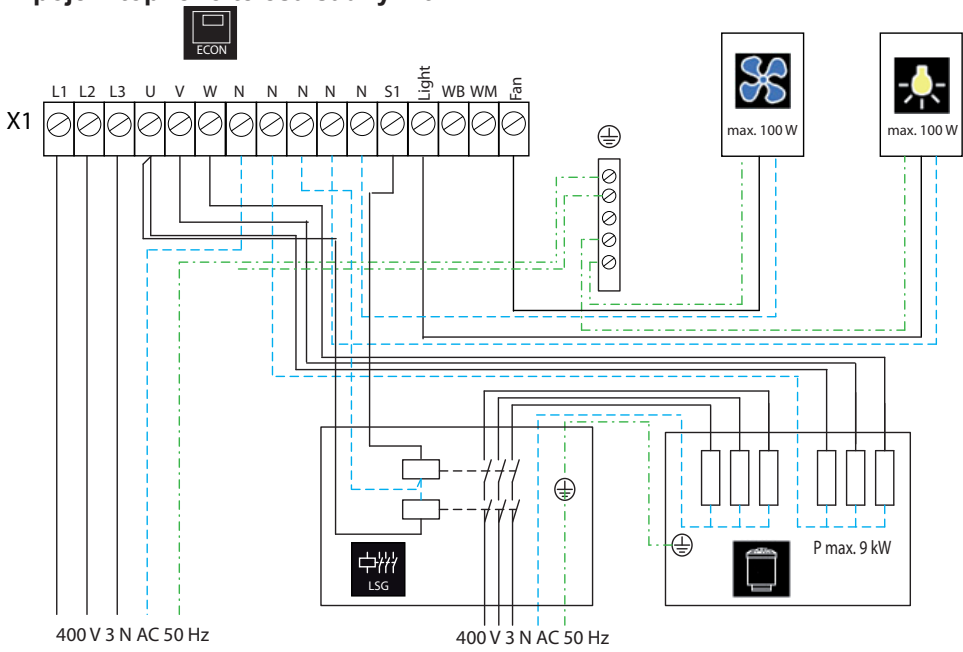 ECON
L1 L2 L3 U V W N N N N N S1 Light WB WM Fan
X1
max. 100 W
max. 100 W
P max. 9 kW
LSG
400 V 3 N AC 50 Hz
400 V 3 N AC 50 Hz